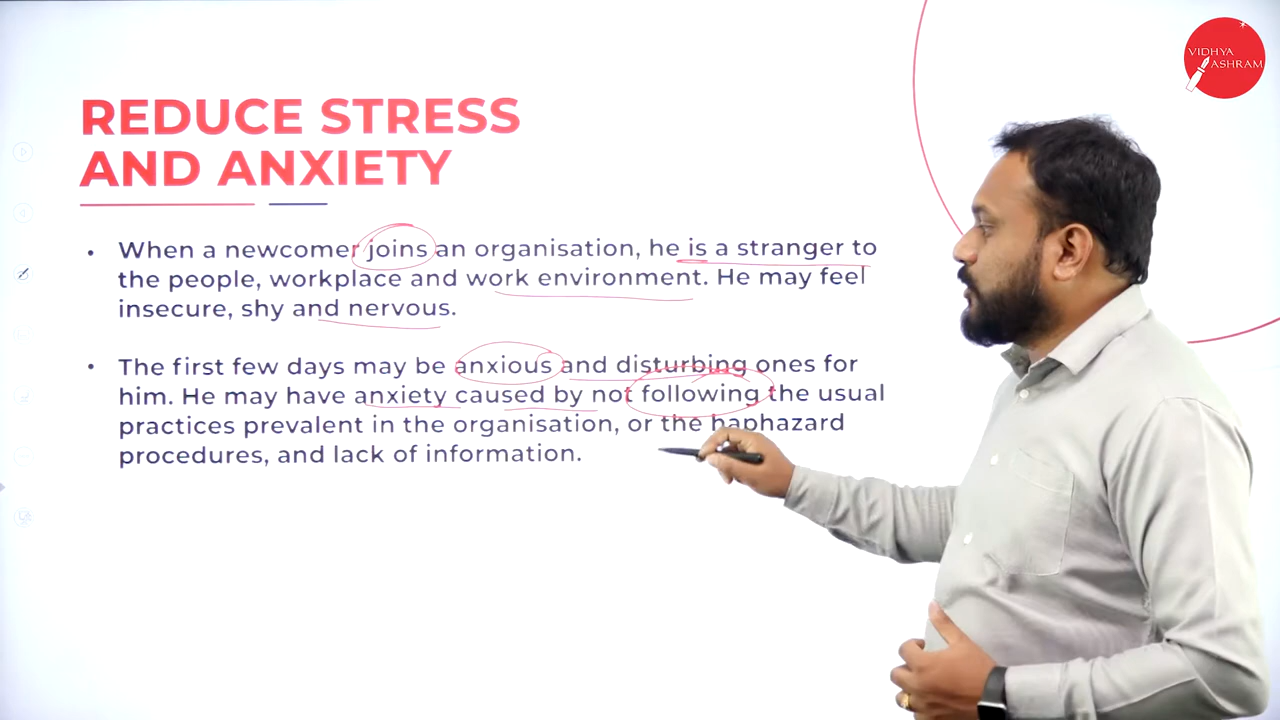 VIDHYA
ASHRAM
REDUCE STRESS
AND ANXIETY
• When a newcomer joins an organisation, he is a stranger to
the people, workplace and work environment. He may feel
insecure, shy and nervous.
• The first few days may be anxious and disturbing ones for
him. He may have anxiety caused by not following the usual
practices prevalent in the organisation, or the haphazard
procedures, and lack of information.